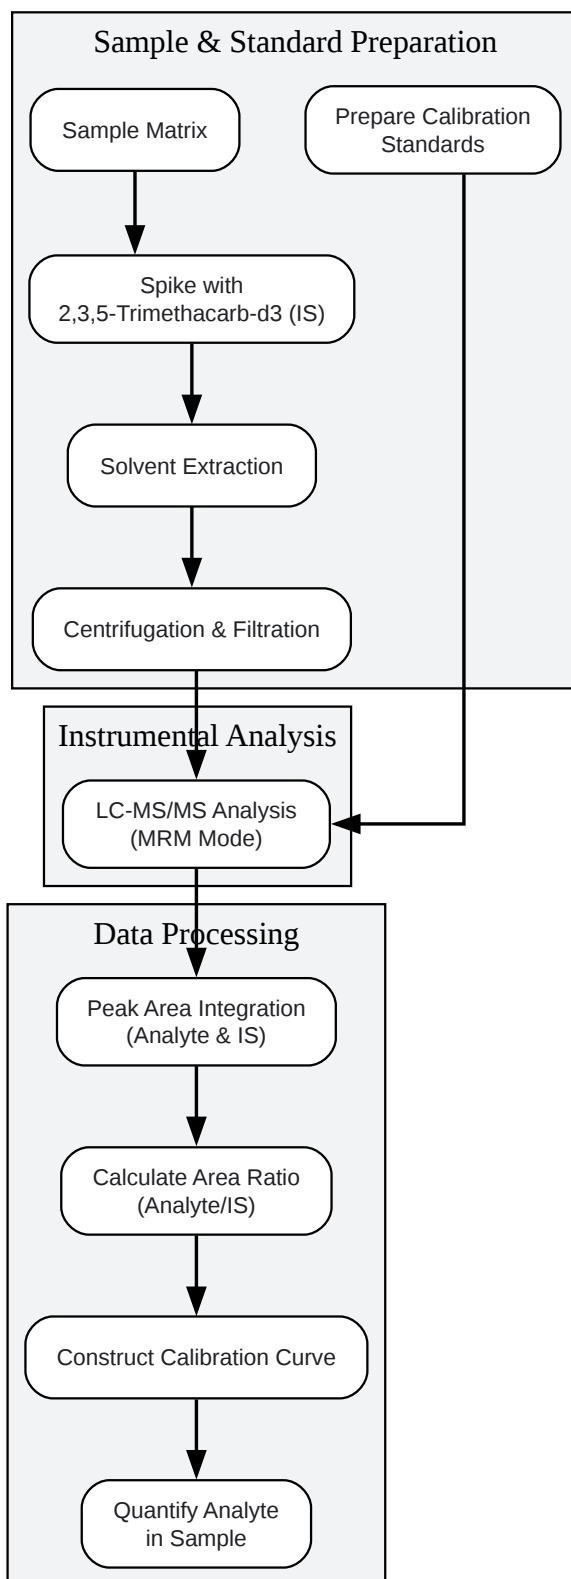 Sample & Standard Preparation
Sample Matrix
Prepare Calibration
Standards
Spike with
2,3,5-Trimethacarb-d3 (IS)
Solvent Extraction
Centrifugation & Filtration
Instrumental Analysis
LC-MS/MS Analysis
(MRM Mode)
Data Processing
Peak Area Integration
(Analyte & IS)
Calculate Area Ratio
(Analyte/IS)
Construct Calibration Curve
Quantify Analyte
in Sample